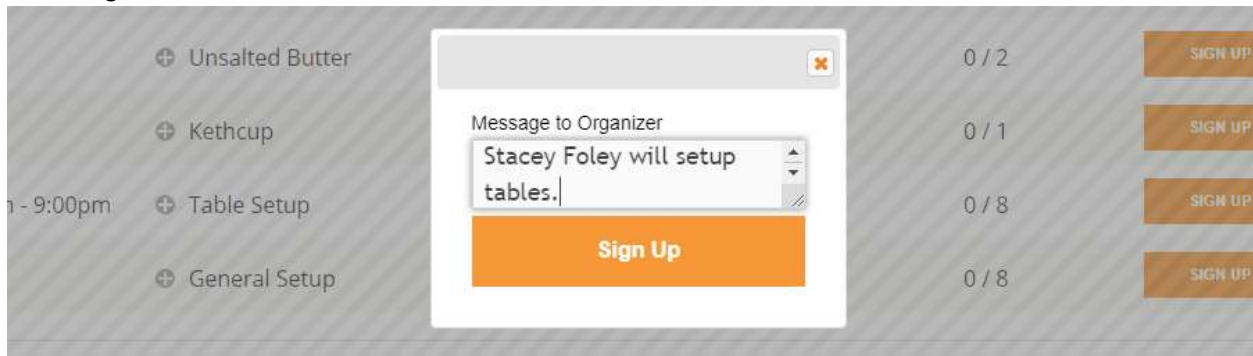 Unsalted Butter 0 / 2 SIGN UP
Message to Organizer
Kethcup 0 / 1 SIGN UP
Stacey Foley will setup
tables.
- 9:00pm Table Setup 0 / 8 SIGN UP
Sign Up
General Setup 0 / 8 SIGN UP